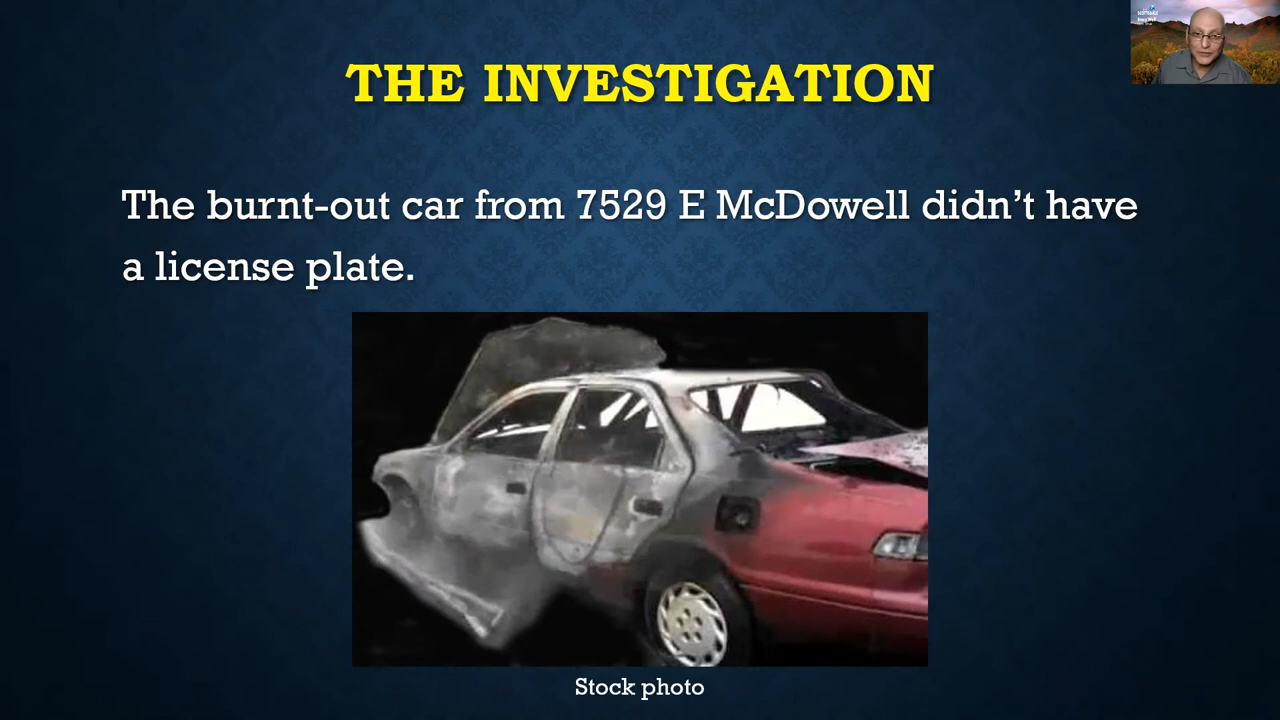 THE INVESTIGATION
The burnt-out car from 7529 E McDowell didn’t have
a license plate.
Stock photo